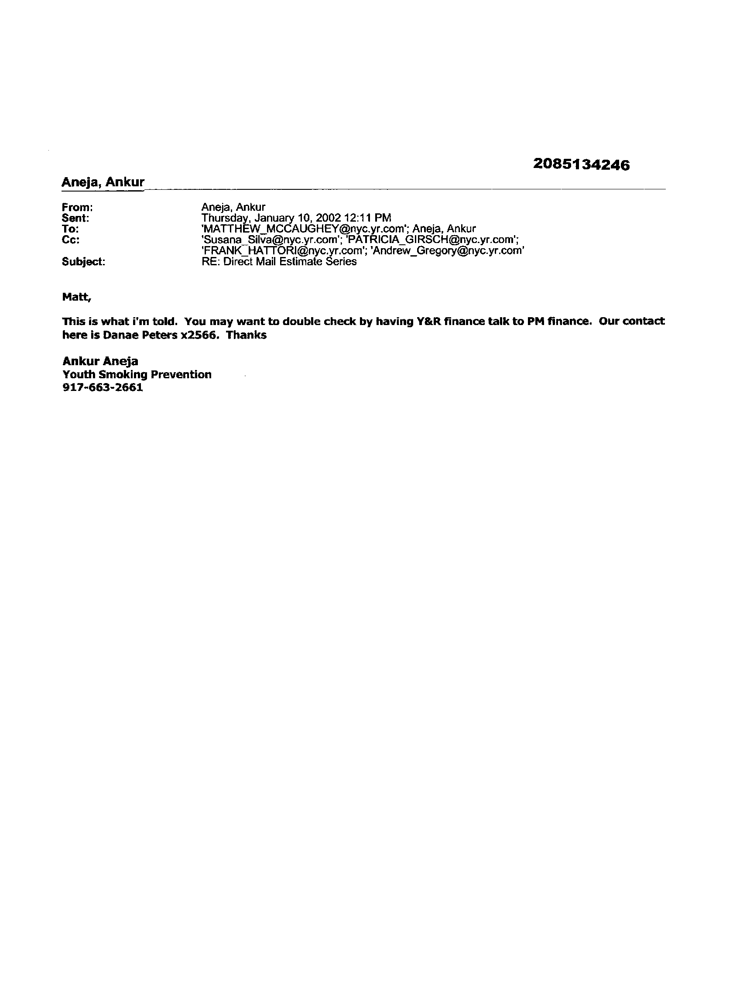 2085134246
Aneja, Ankur
From: Aneja, Ankur
Sent: Thursday, January 10, 2002 12:11 PM
To: 'MATTHEW_MCCAUGHEY@nyc.yr.com'; Aneja, Ankur
Cc: 'Susana_Silva@nyc.yr.com'; 'PATRICIA_GIRSCH@nyc.yr.com';
'FRANK_HATTORI@nyc.yr.com'; 'Andrew_Gregory@nyc.yr.com'
Subject: RE: Direct Mail Estimate Series
Matt,
This is what i'm told. You may want to double check by having Y&R finance talk to PM finance. Our contact
here is Danae Peters x2566. Thanks
Ankur Aneja
Youth Smoking Prevention
917-663-2661